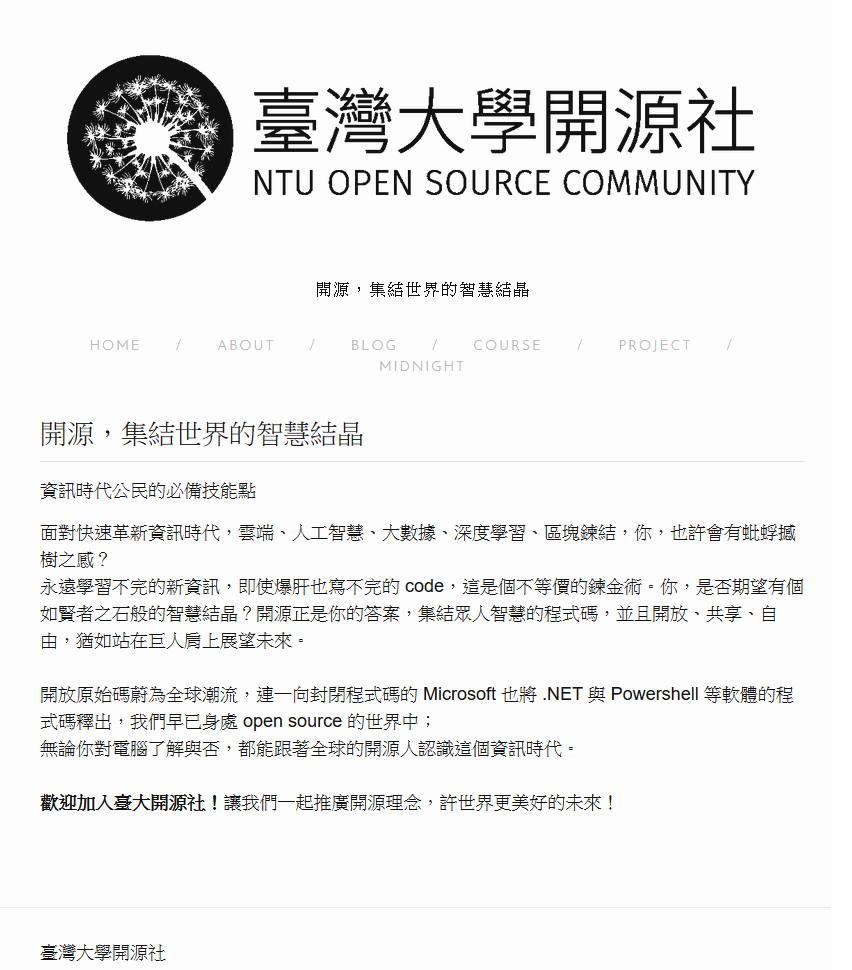 臺灣大學開源社
NTU OPEN SOURCE COMMUNITY
開源，集結世界的智慧結晶
HOME / ABOUT / BLOG / COURSE / PROJECT /
MIDNIGHT
開源，集結世界的智慧結晶
資訊時代公民的必備技能點
面對快速革新資訊時代，雲端、人工智慧、大數據、深度學習、區塊鍊結，你，也許會有蚍蜉撼
樹之感？
永遠學習不完的新資訊，即使爆肝也寫不完的 code，這是個不等價的鍊金術。你，是否期望有個
如賢者之石般的智慧結晶？開源正是你的答案，集結眾人智慧的程式碼，並且開放、共享、自
由，猶如站在巨人肩上展望未來。
開放原始碼蔚為全球潮流，連一向封閉程式碼的 Microsoft 也將 .NET 與 Powershell 等軟體的程
式碼釋出，我們早已身處 open source 的世界中；
無論你對電腦了解與否，都能跟著全球的開源人認識這個資訊時代。
歡迎加入臺大開源社！讓我們一起推廣開源理念，許世界更美好的未來！
臺灣大學開源社